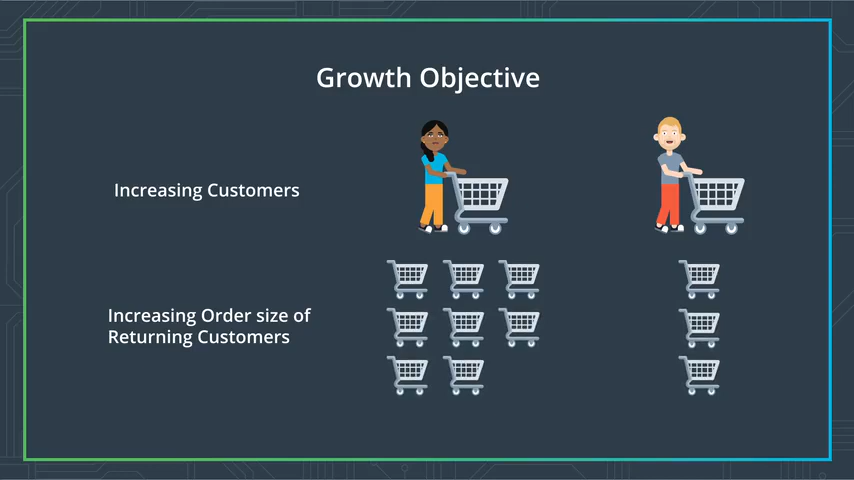 Growth Objective
Increasing Customers
Increasing Order size of
Returning Customers